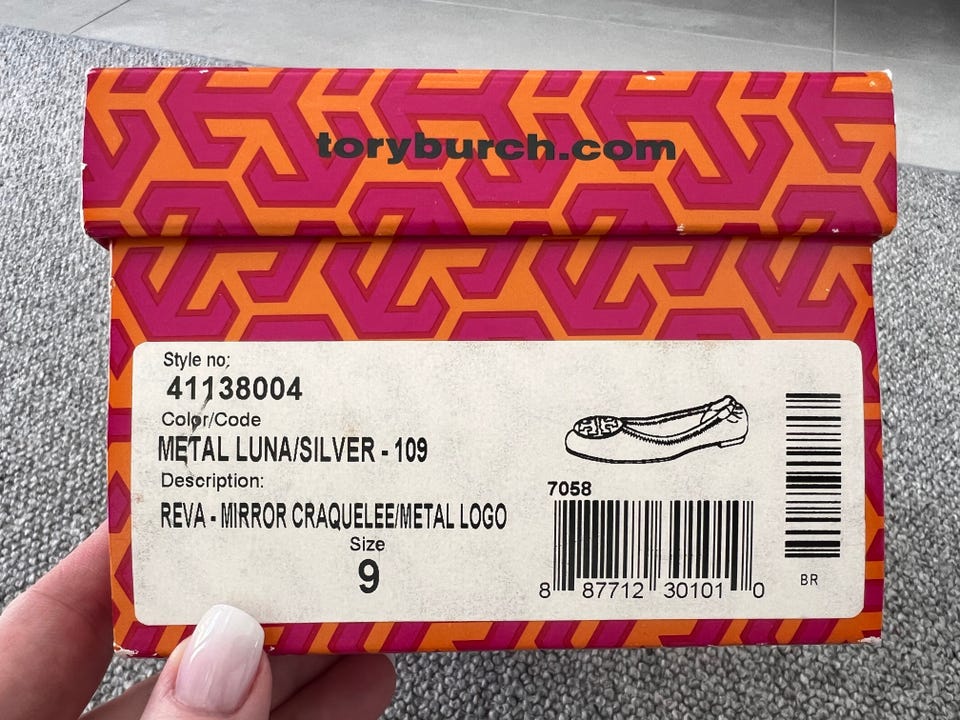 toryburch.com
Style no:
41138004
Color/Code
METAL LUNA/SILVER - 109
Description:
REVA - MIRROR CRAQUELEE/METAL LOGO
Size
9
7058
8 87712 30101 0
BR